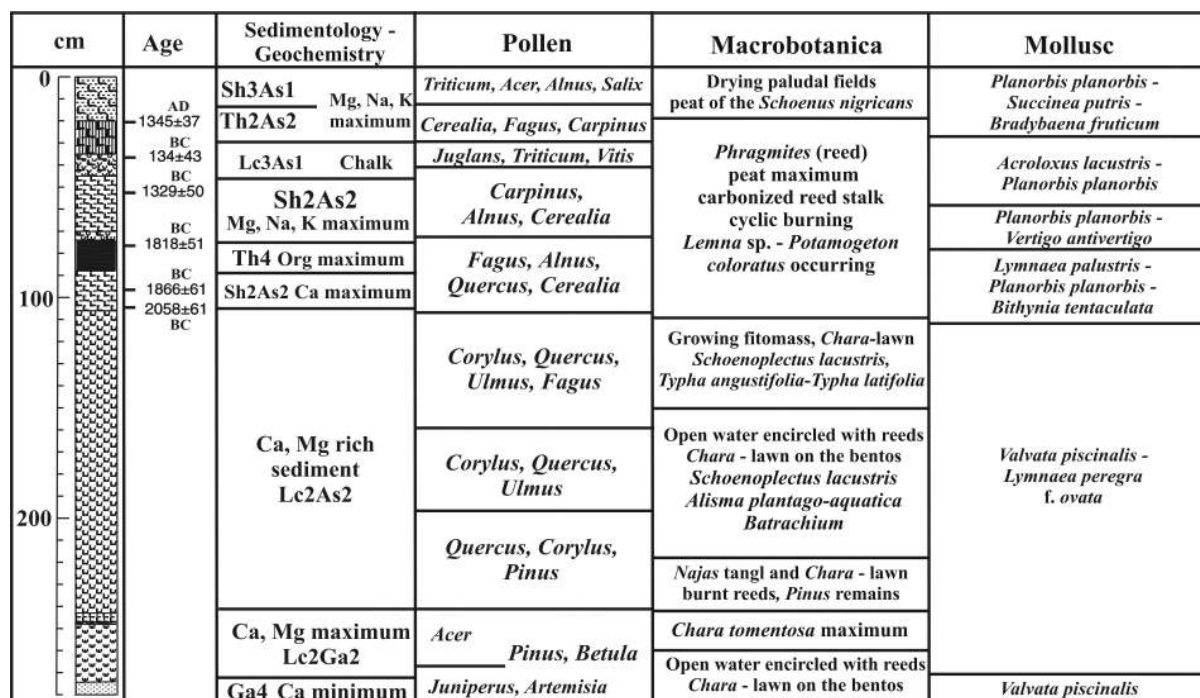 cm
Age
Sedimentology -
Geochemistry
Pollen
Macrobotanica
Mollusc
0
100
200
AD
1345±37
BC
134±43
BC
1329±50
BC
1818±51
BC
1866±61
2058±61
BC
Sh3As1
Th2As2
Mg, Na, K
maximum
Lc3As1 Chalk
Sh2As2
Mg, Na, K maximum
Th4 Org maximum
Sh2As2 Ca maximum
Ca, Mg rich
sediment
Lc2As2
Ca, Mg maximum
Lc2Ga2
Ga4 Ca minimum
Triticum, Acer, Alnus, Salix
Cerealia, Fagus, Carpinus
Juglans, Triticum, Vitis
Carpinus,
Alnus, Cerealia
Fagus, Alnus,
Quercus, Cerealia
Corylus, Quercus,
Ulmus, Fagus
Corylus, Quercus,
Ulmus
Quercus, Corylus,
Pinus
Acer
Pinus, Betula
Juniperus, Artemisia
Drying paludal fields
peat of the Schoenus nigricans
Phragmites (reed)
peat maximum
carbonized reed stalk
cyclic burning
Lemna sp. - Potamogeton
coloratus occurring
Growing fitomass, Chara-lawn
Schoenoplectus lacustris,
Typha angustifolia-Typha latifolia
Open water encircled with reeds
Chara - lawn on the bentos
Schoenoplectus lacustris
Alisma plantago-aquatica
Batrachium
Najas tangl and Chara - lawn
burnt reeds, Pinus remains
Chara tomentosa maximum
Open water encircled with reeds
Chara - lawn on the bentos
Planorbis planorbis -
Succinea putris -
Bradybaena fruticum
Acroloxus lacustris -
Planorbis planorbis
Planorbis planorbis -
Vertigo antivertigo
Lymnaea palustris -
Planorbis planorbis -
Bithynia tentaculata
Valvata piscinalis -
Lymnaea peregra
f. ovata
Valvata piscinalis